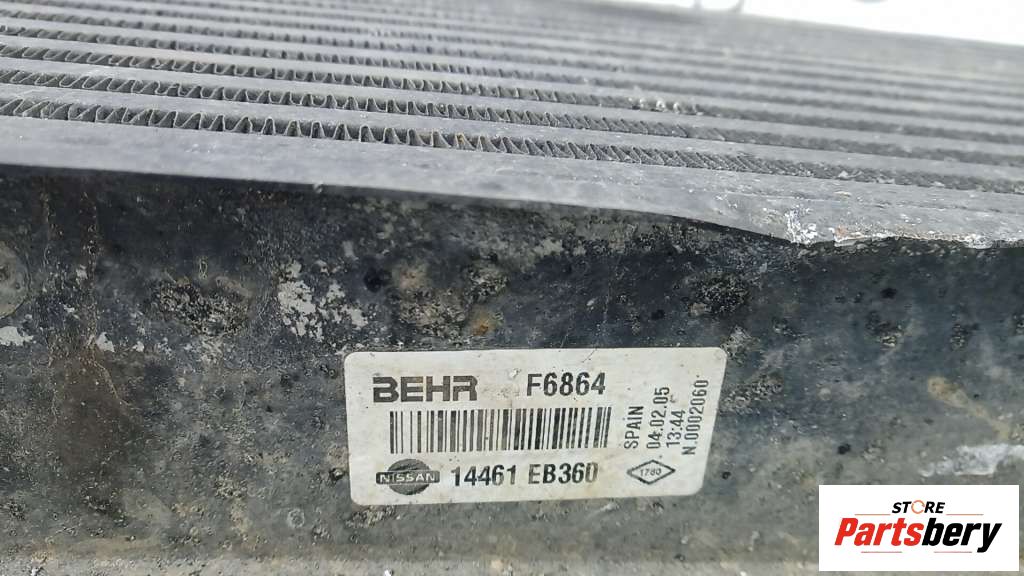 BEHR F6864
NISSAN 14461 EB360
SPAIN
04.02.05
13:44
N.0002060
1780
STORE
Partsbery